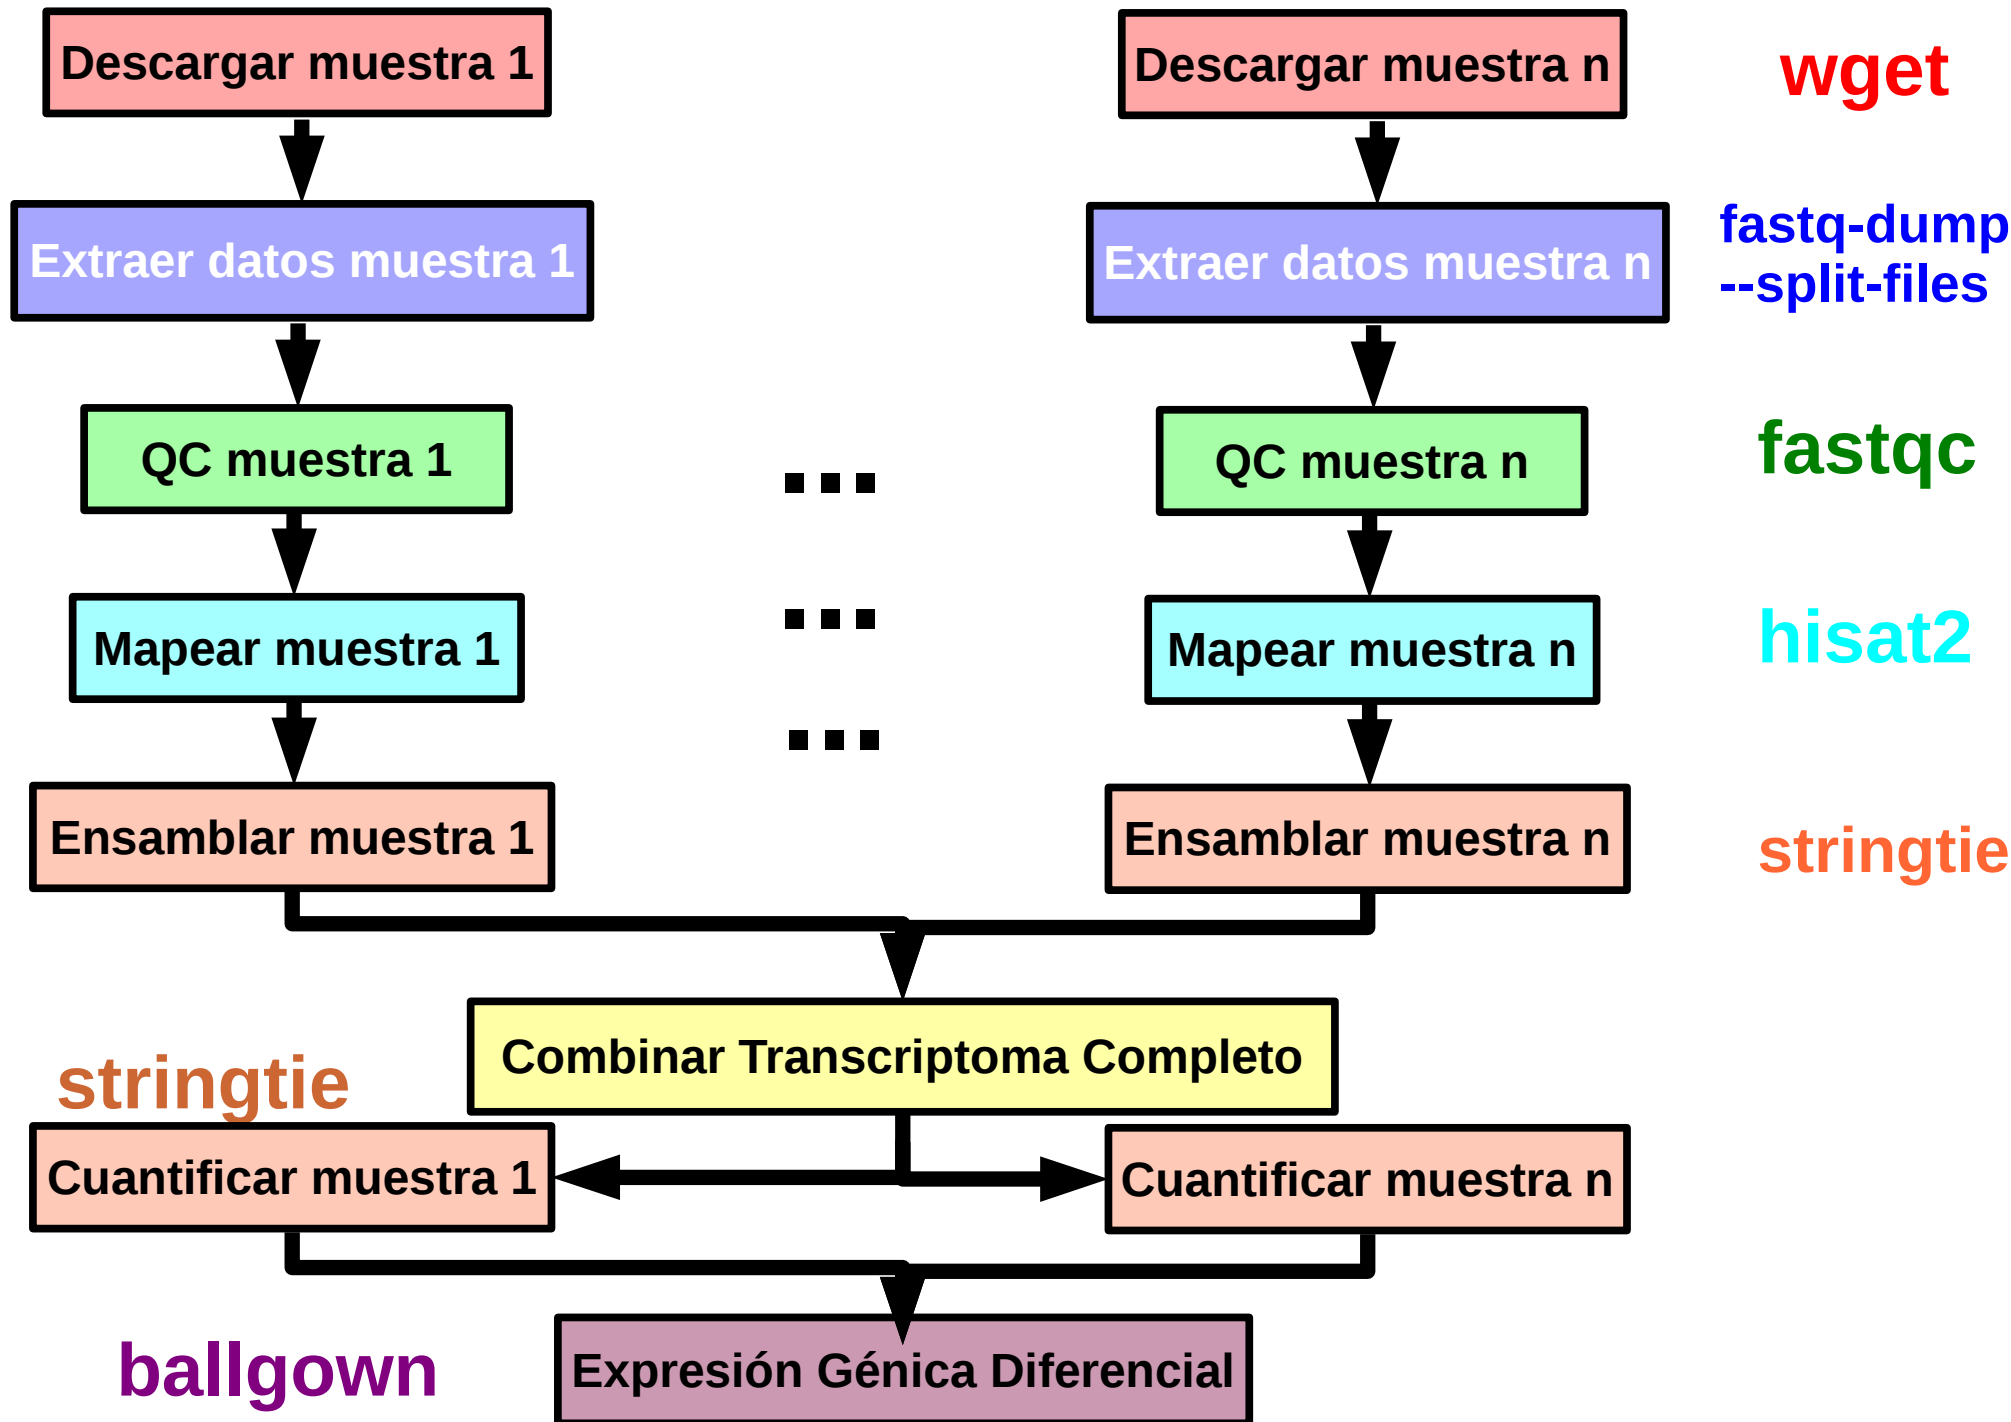 Descargar muestra 1
Descargar muestra n
wget
Extraer datos muestra 1
Extraer datos muestra n
fastq-dump
--split-files
QC muestra 1
QC muestra n
fastqc
...
Mapear muestra 1
Mapear muestra n
hisat2
...
...
Ensamblar muestra 1
Ensamblar muestra n
stringtie
Combinar Transcriptoma Completo
stringtie
Cuantificar muestra 1
Cuantificar muestra n
ballgown
Expresión Génica Diferencial